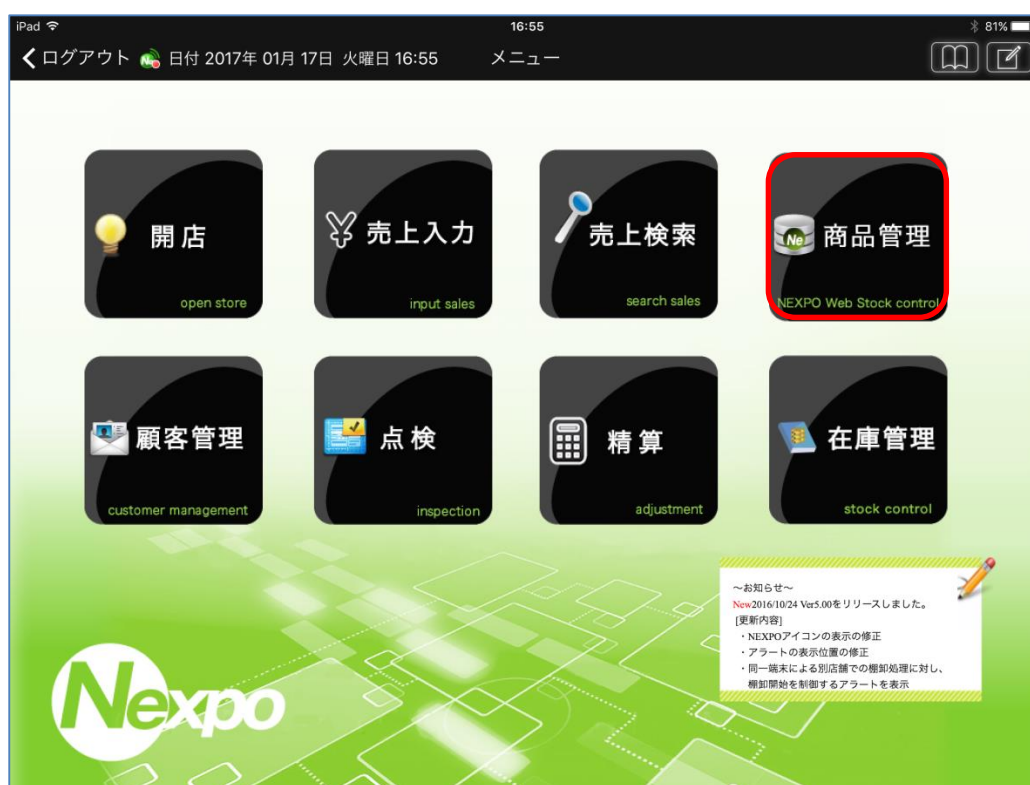 iPad 16:55 81%
ログアウト 日付 2017年 01月 17日 火曜日 16:55 メニュー
開店
open store
売上入力
input sales
売上検索
search sales
Ne 商品管理
NEXPO Web Stock control
顧客管理
customer management
点検
inspection
精算
adjustment
在庫管理
stock control
～お知らせ～
New2016/10/24 Ver5.00をリリースしました。
[更新内容]
・NEXPOアイコンの表示の修正
・アラートの表示位置の修正
・同一端末による別店舗での棚卸処理に対し、
棚卸開始を制御するアラートを表示
Nexpo